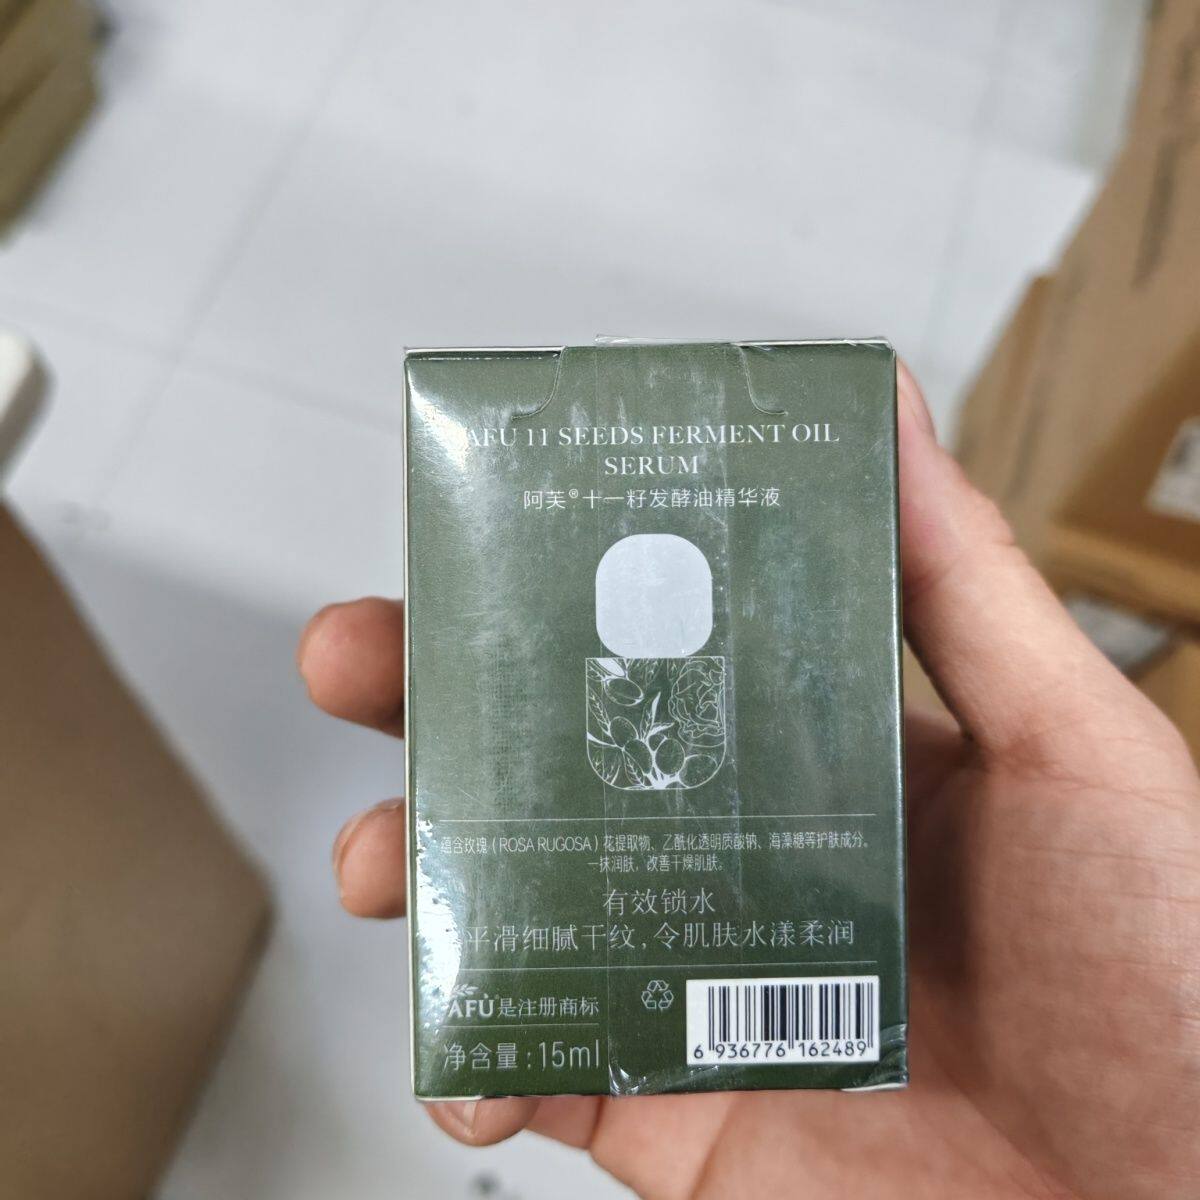 AFU 11 SEEDS FERMENT OIL
SERUM
阿芙®十一籽发酵油精华液
蕴含玫瑰(ROSA RUGOSA)花提取物、乙酰化透明质酸钠、海藻糖等护肤成分。
一抹润肤,改善干燥肌肤。
有效锁水
平滑细腻干纹,令肌肤水漾柔润
AFU是注册商标
净含量:15ml
6 936776 162489